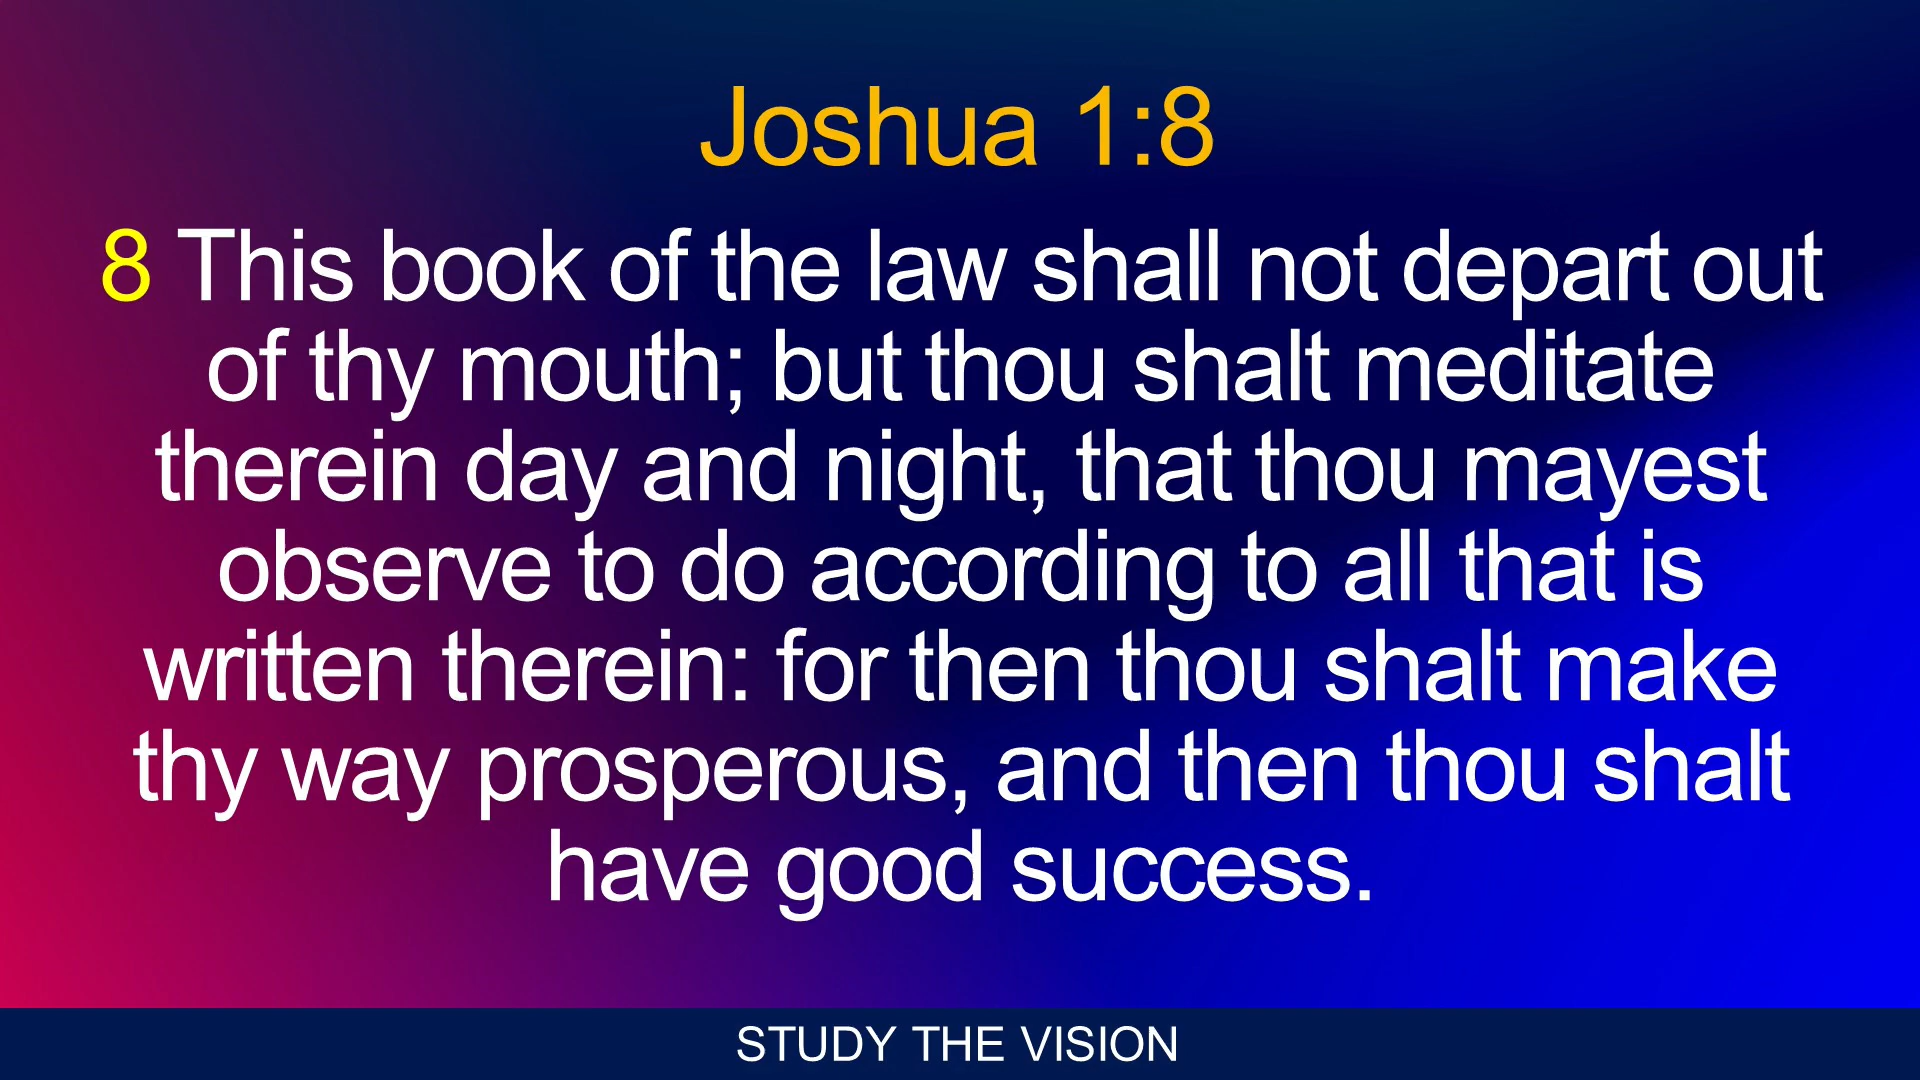 Joshua 1:8
8 This book of the law shall not depart out
of thy mouth; but thou shalt meditate
therein day and night, that thou mayest
observe to do according to all that is
written therein: for then thou shalt make
thy way prosperous, and then thou shalt
have good success.
STUDY THE VISION